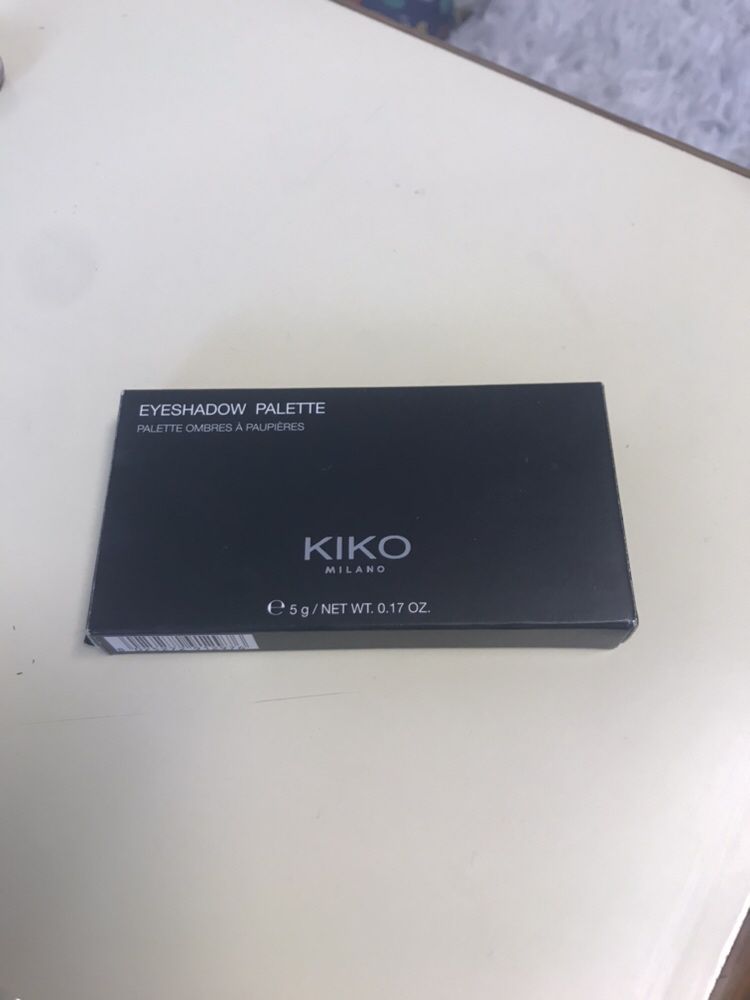 EYESHADOW PALETTE
PALETTE OMBRES À PAUPIÈRES
KIKO
MILANO
℮ 5 g / NET WT. 0.17 OZ.